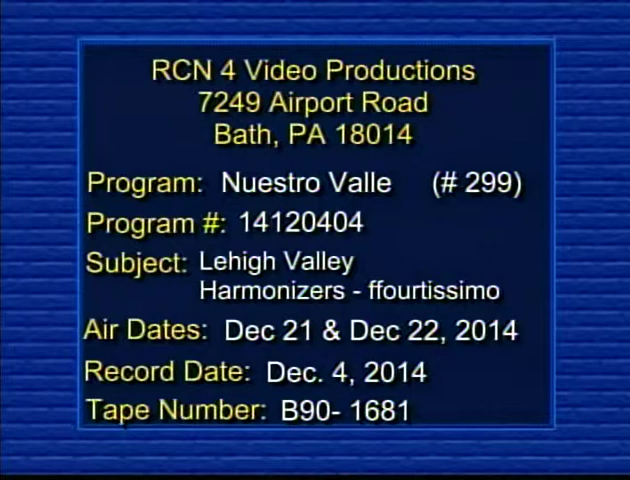 RCN 4 Video Productions
7249 Airport Road
Bath, PA 18014
Program: Nuestro Valle (# 299)
Program #: 14120404
Subject: Lehigh Valley
Harmonizers - ffourtissimo
Air Dates: Dec 21 & Dec 22, 2014
Record Date: Dec. 4, 2014
Tape Number: B90- 1681